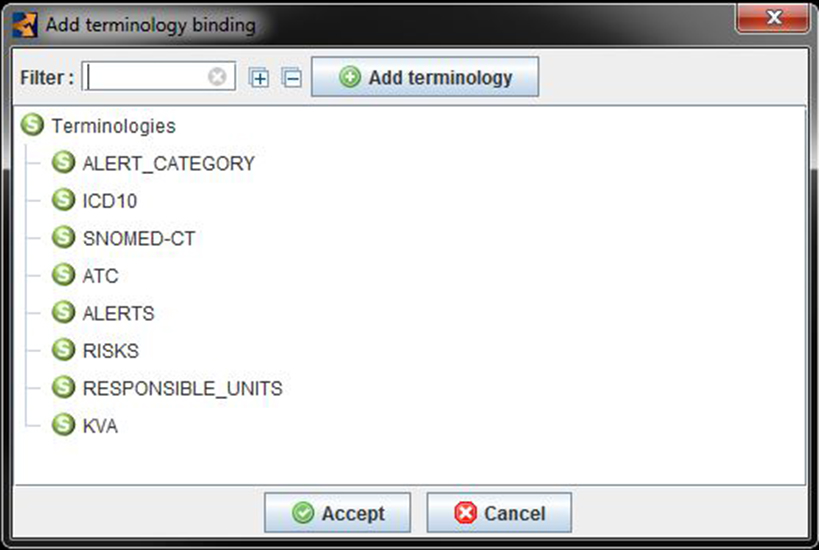 Add terminology binding
Filter : Add terminology
Terminologies
ALERT_CATEGORY
ICD10
SNOMED-CT
ATC
ALERTS
RISKS
RESPONSIBLE_UNITS
KVA
Accept Cancel